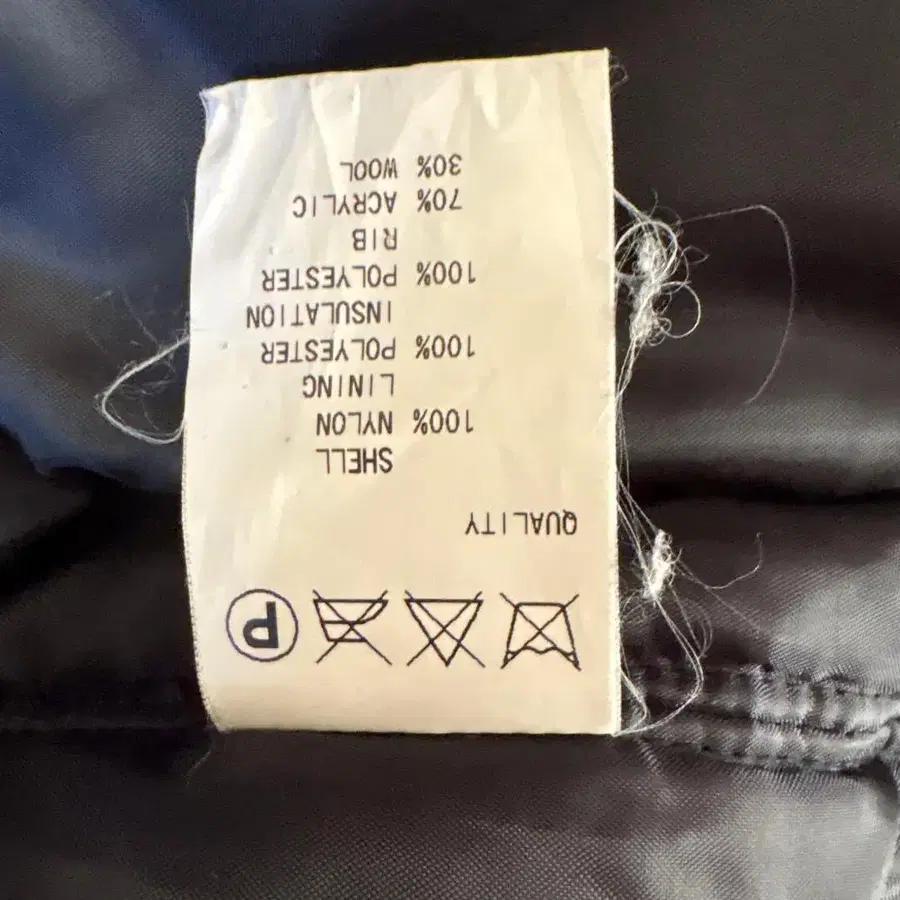 QUALITY
SHELL
100% NYLON
LINING
100% POLYESTER
INSULATION
100% POLYESTER
RIB
70% ACRYLIC
30% WOOL
P